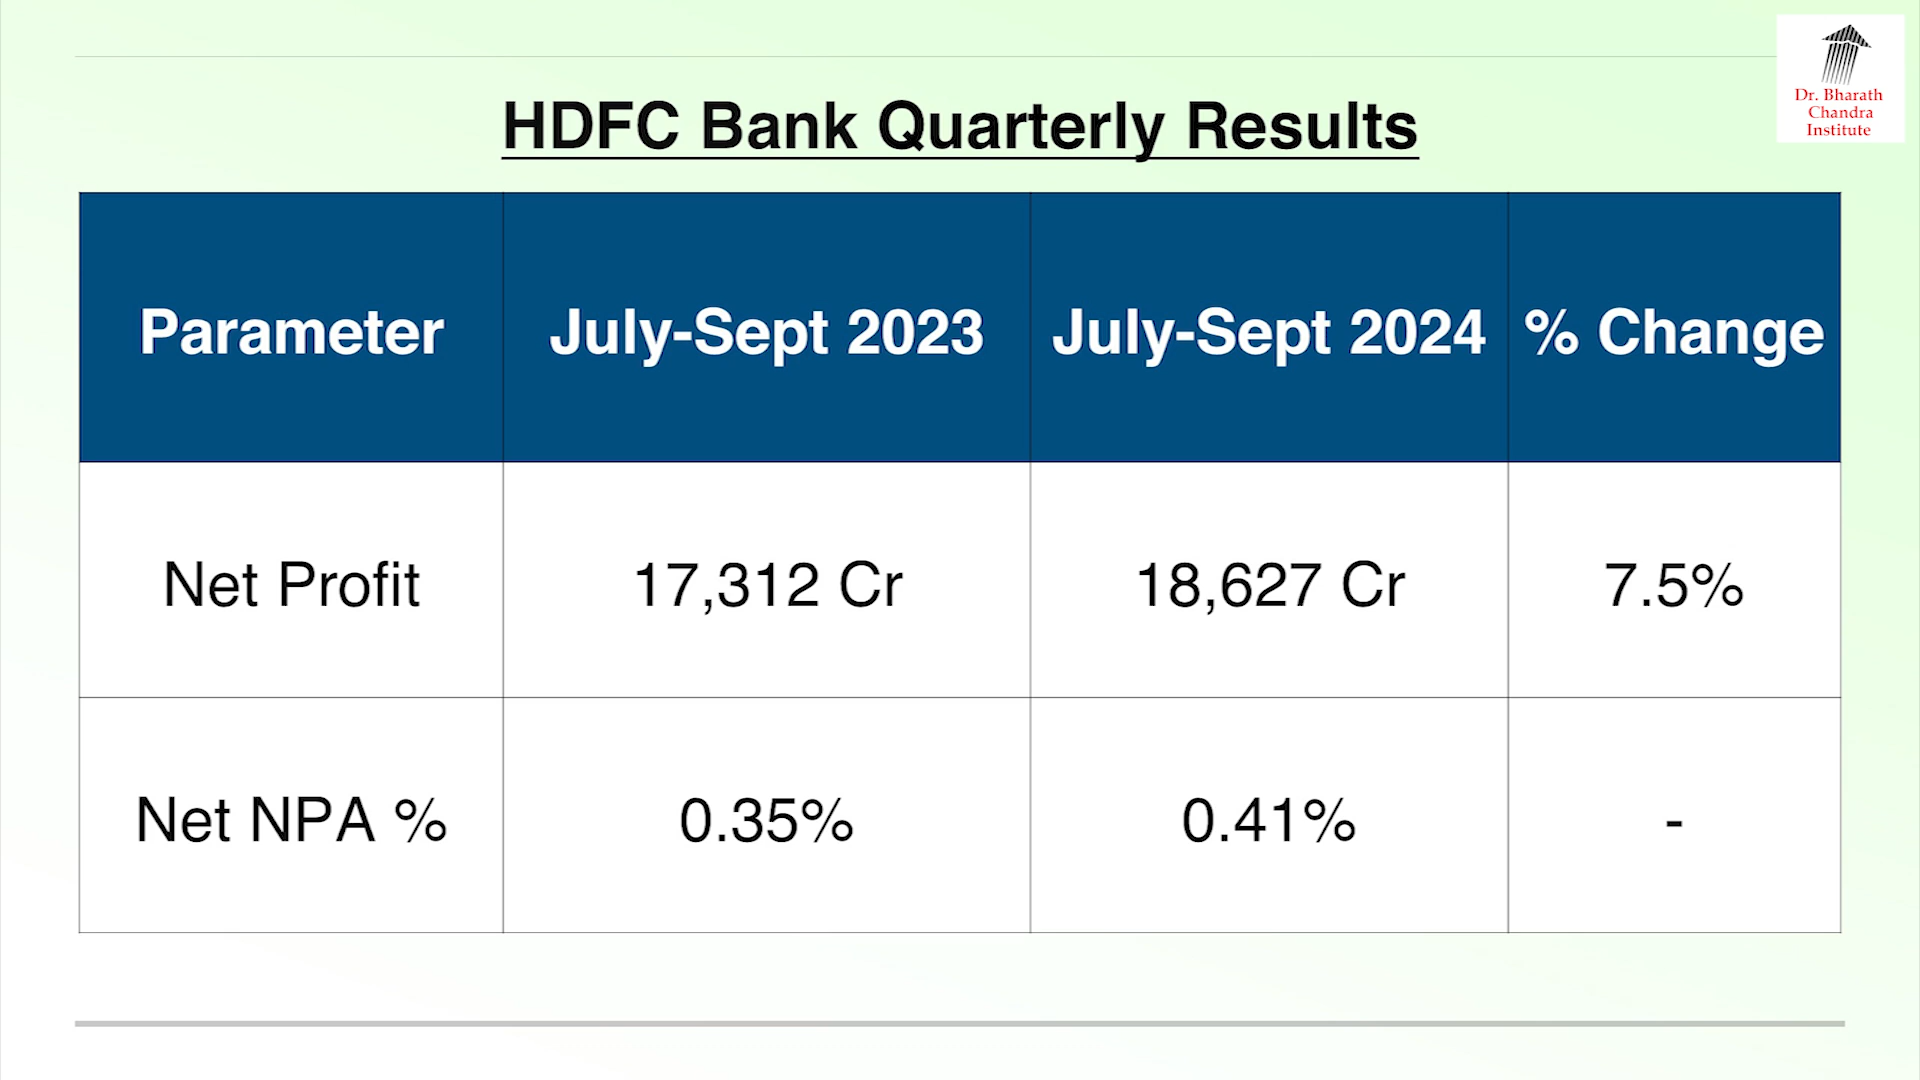 Dr. Bharath
Chandra
Institute
HDFC Bank Quarterly Results
Parameter July-Sept 2023 July-Sept 2024 % Change
Net Profit 17,312 Cr 18,627 Cr 7.5%
Net NPA % 0.35% 0.41% -